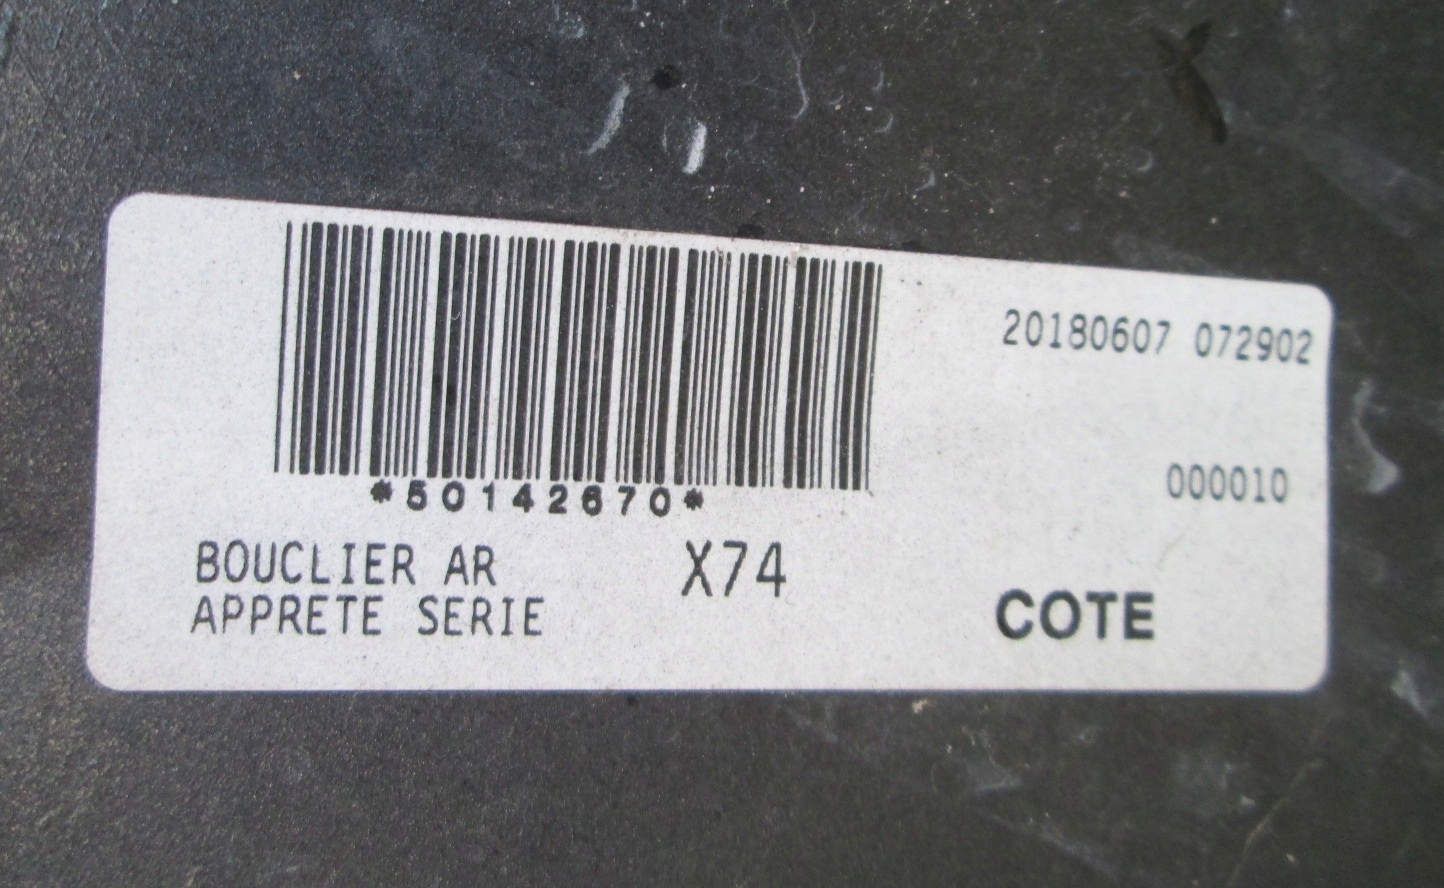 20180607 072902
000010
*50142670*
BOUCLIER AR
APPRETE SERIE
X74
COTE